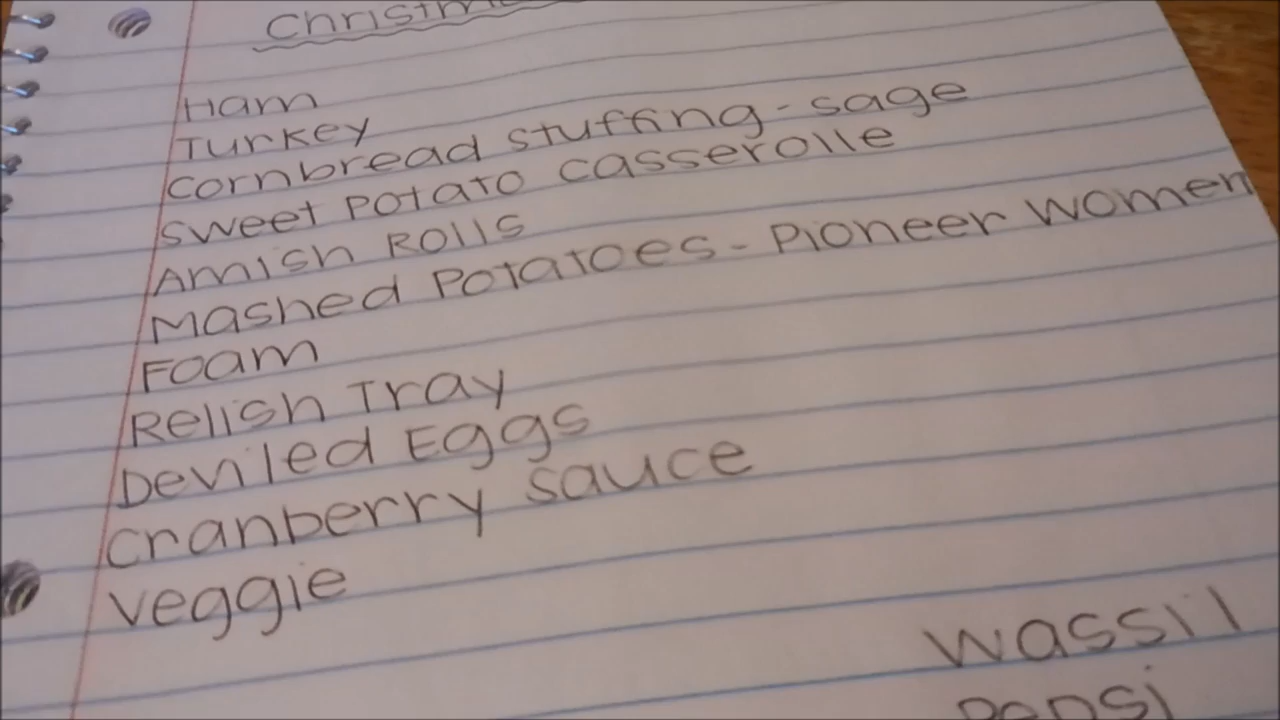 Ham
Turkey
Cornbread Stuffing - Sage
Sweet Potato Casserolle
Amish Rolls
Mashed Potatoes - Pioneer Women
Foam
Relish Tray
Deviled Eggs
Cranberry Sauce
Veggie
Wassil
Pepsi